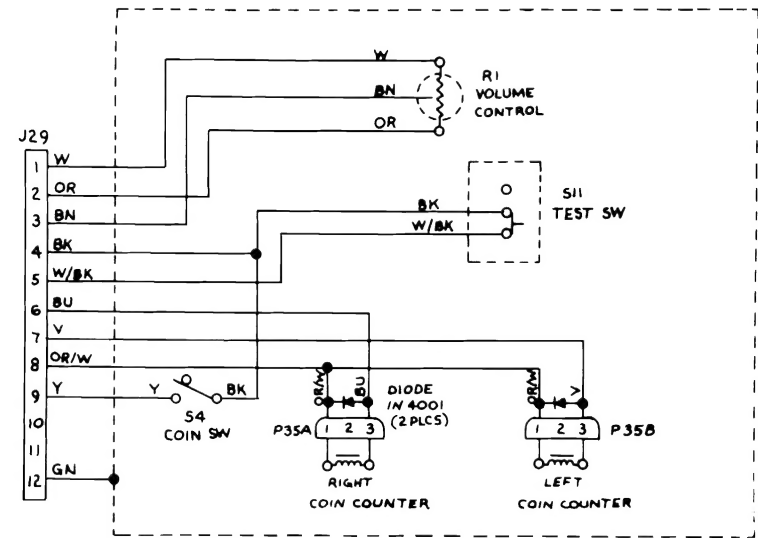 W
R1
VOLUME
CONTROL
BN
OR
J29
1 W
2 OR
3 BN
4 BK
5 W/BK
6 BU
7 V
8 OR/W
9 Y
10
11
12 GN
S11
TEST SW
BK
W/BK
Y
BK
S4
COIN SW
OR/W
BU
DIODE
IN 4001
(2 PLCS)
OR/W
V
P35A
1 2 3
1 2 3
P35B
RIGHT
COIN COUNTER
LEFT
COIN COUNTER